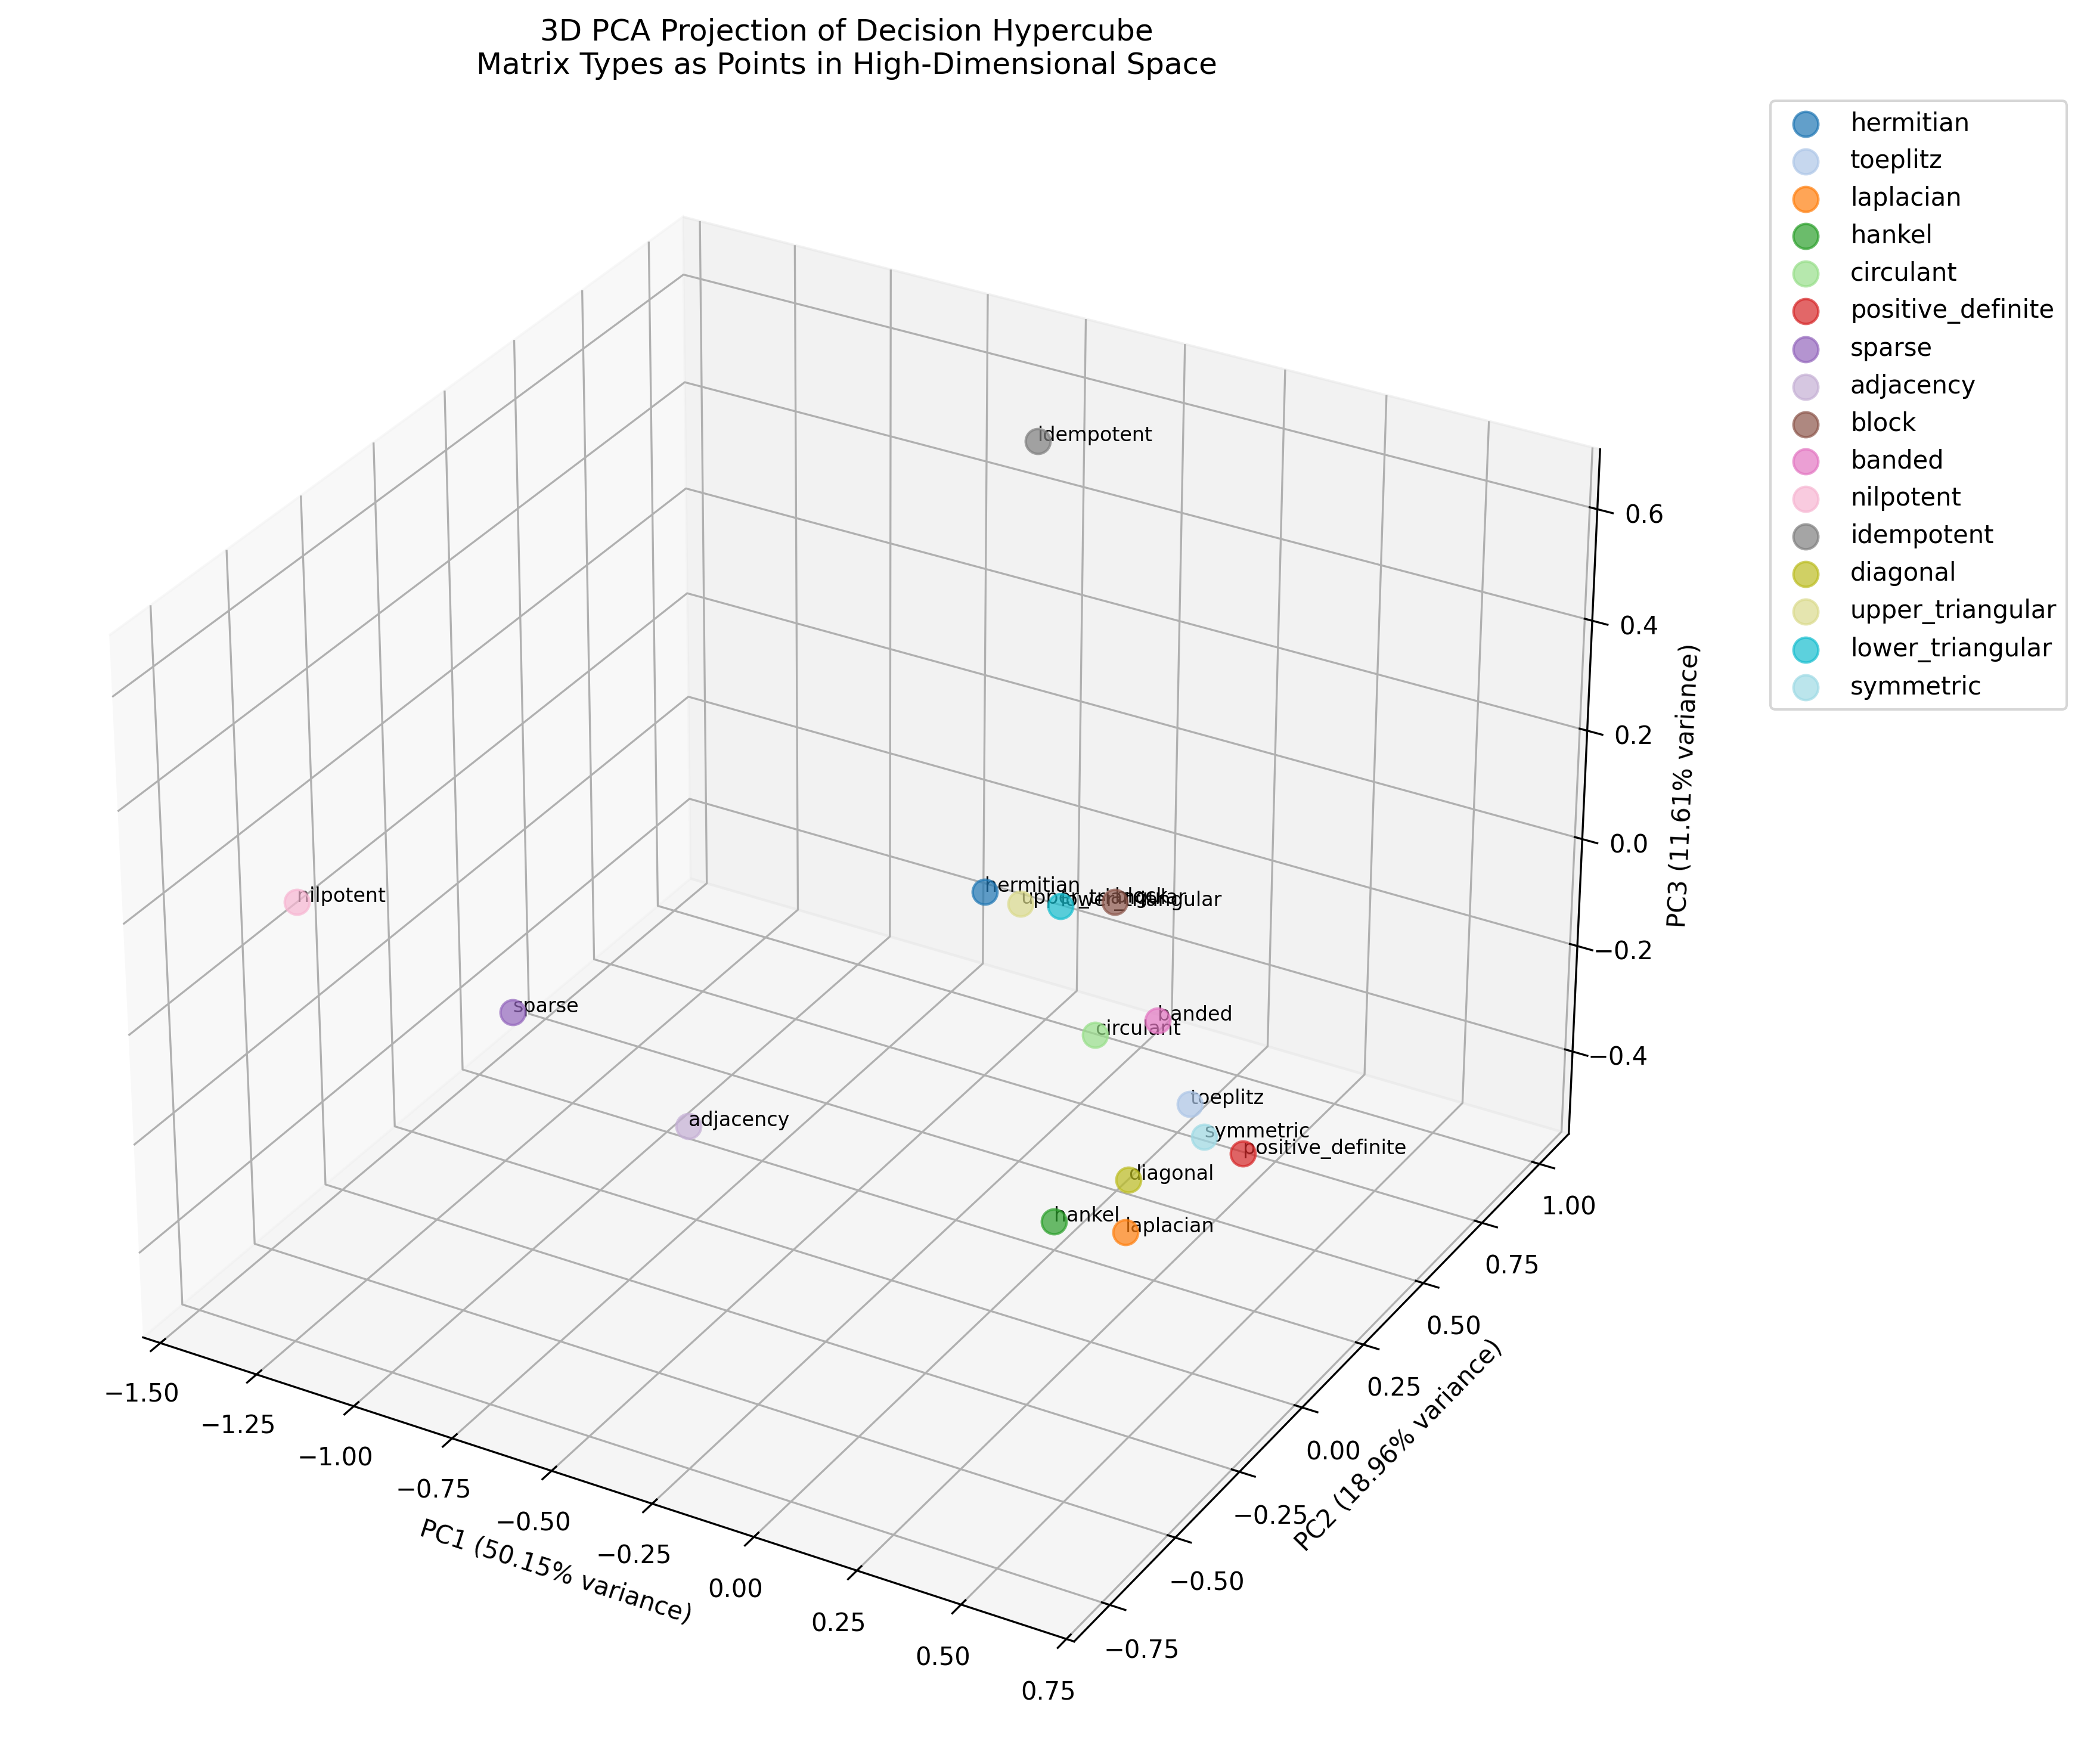 3D PCA Projection of Decision Hypercube
Matrix Types as Points in High-Dimensional Space
hermitian
toeplitz
laplacian
hankel
circulant
positive_definite
sparse
adjacency
block
banded
nilpotent
idempotent
diagonal
upper_triangular
lower_triangular
symmetric
idempotent
nilpotent
hermitian
upper_triangular
lower_triangular
block
sparse
banded
circulant
toeplitz
adjacency
symmetric
positive_definite
diagonal
hankel
laplacian
0.6
0.4
0.2
0.0
−0.2
−0.4
PC3 (11.61% variance)
1.00
0.75
0.50
0.25
0.00
−0.25
−0.50
−0.75
PC2 (18.96% variance)
−1.50
−1.25
−1.00
−0.75
−0.50
−0.25
0.00
0.25
0.50
0.75
PC1 (50.15% variance)